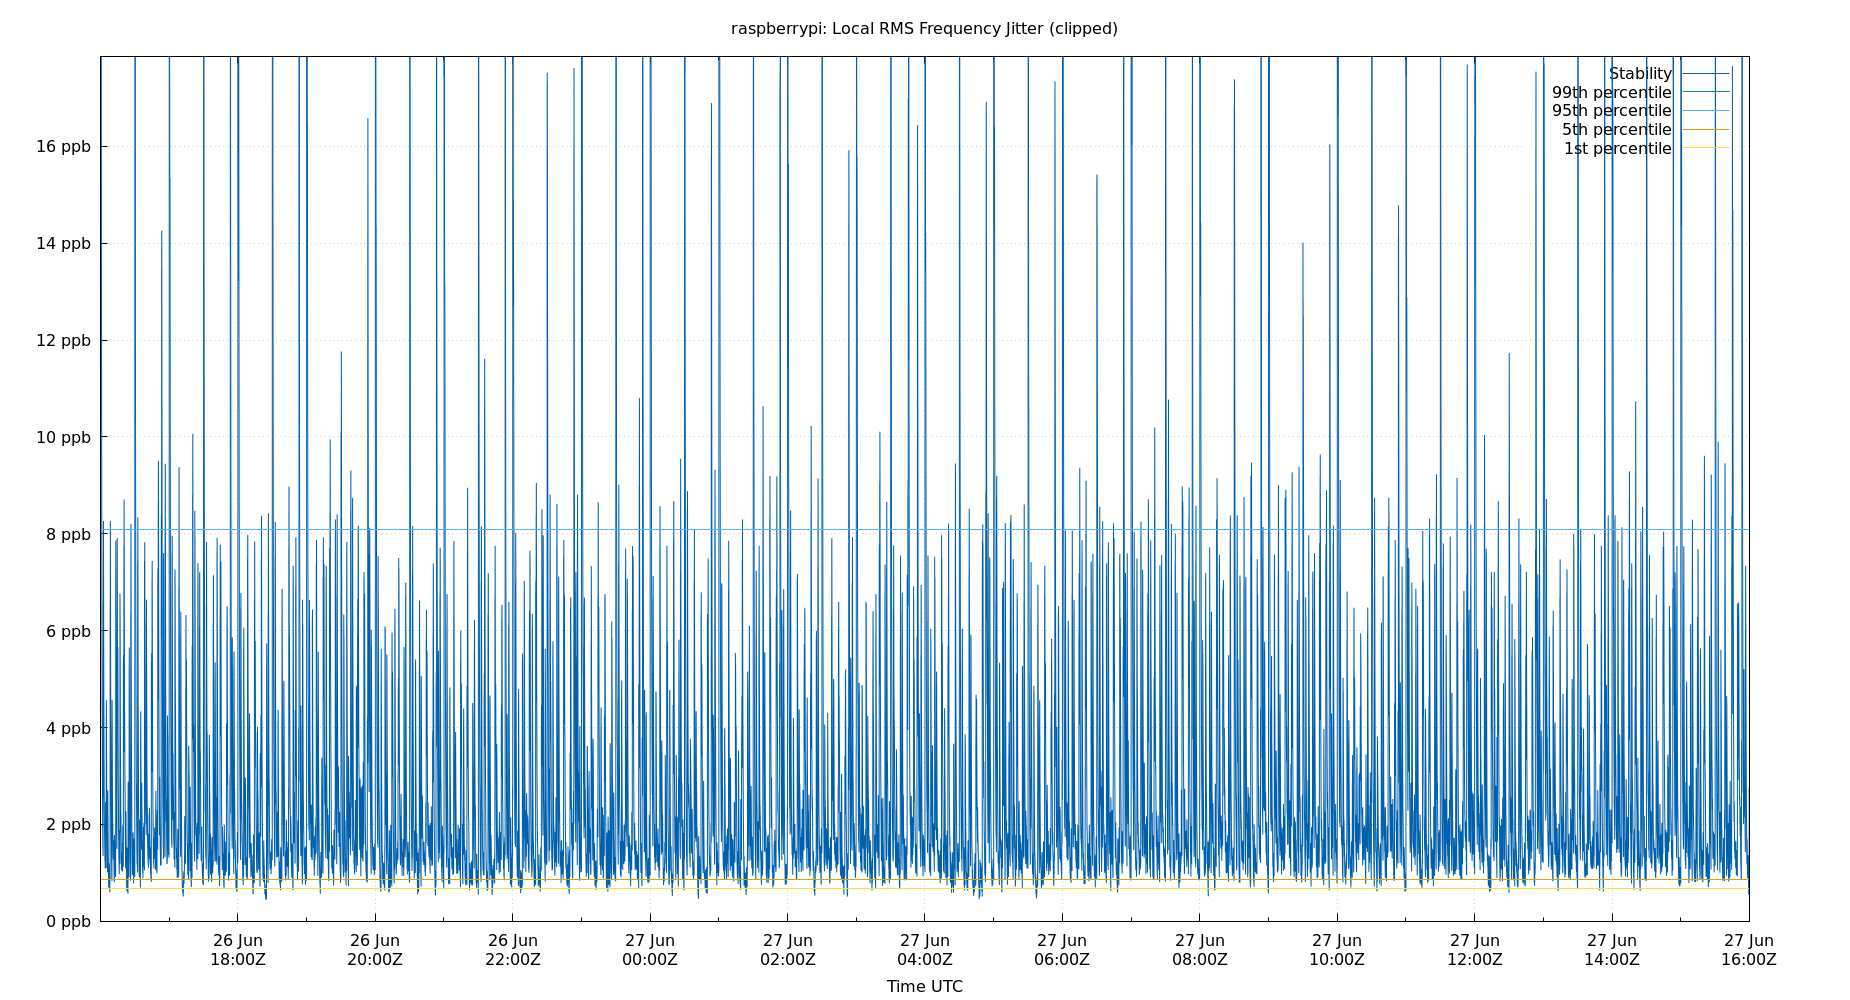 raspberrypi: Local RMS Frequency Jitter (clipped)
Stability
99th percentile
95th percentile
5th percentile
1st percentile
16 ppb
14 ppb
12 ppb
10 ppb
8 ppb
6 ppb
4 ppb
2 ppb
0 ppb
26 Jun 26 Jun 26 Jun 27 Jun 27 Jun 27 Jun 27 Jun 27 Jun 27 Jun 27 Jun 27 Jun 27 Jun
18:00Z 20:00Z 22:00Z 00:00Z 02:00Z 04:00Z 06:00Z 08:00Z 10:00Z 12:00Z 14:00Z 16:00Z
Time UTC